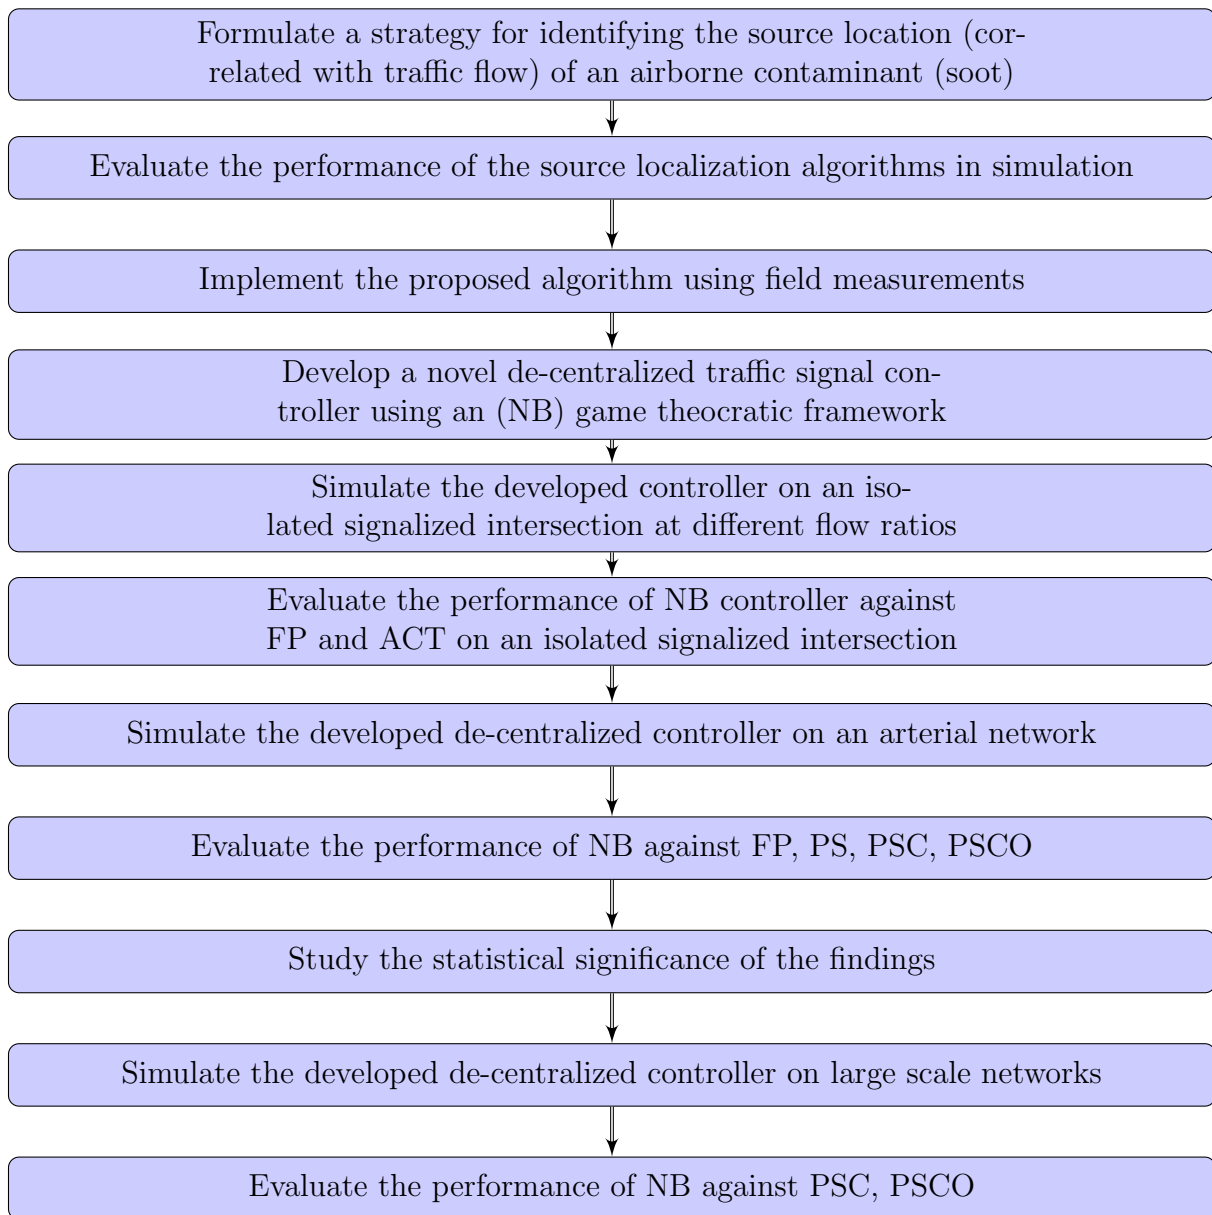 Formulate a strategy for identifying the source location (cor-
related with traffic flow) of an airborne contaminant (soot)
Evaluate the performance of the source localization algorithms in simulation
Implement the proposed algorithm using field measurements
Develop a novel de-centralized traffic signal con-
troller using an (NB) game theocratic framework
Simulate the developed controller on an iso-
lated signalized intersection at different flow ratios
Evaluate the performance of NB controller against
FP and ACT on an isolated signalized intersection
Simulate the developed de-centralized controller on an arterial network
Evaluate the performance of NB against FP, PS, PSC, PSCO
Study the statistical significance of the findings
Simulate the developed de-centralized controller on large scale networks
Evaluate the performance of NB against PSC, PSCO